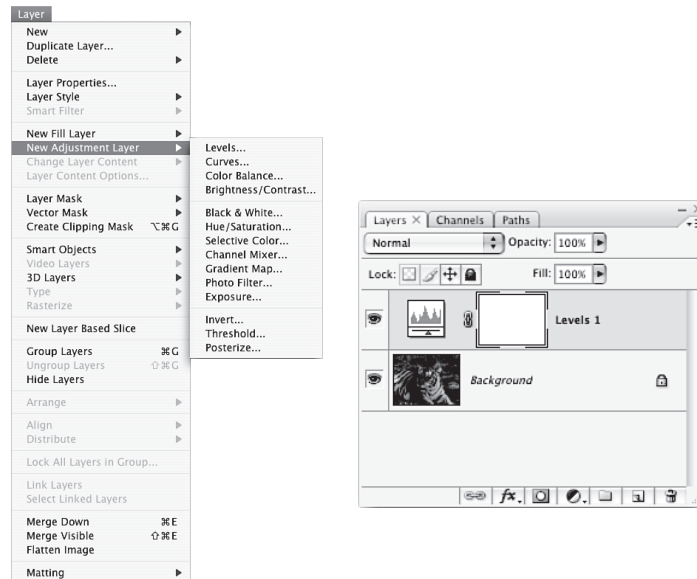 Layer
New
Duplicate Layer...
Delete
Layer Properties...
Layer Style
Smart Filter
New Fill Layer
New Adjustment Layer
Change Layer Content
Layer Content Options...
Layer Mask
Vector Mask
Create Clipping Mask ⌥⌘G
Smart Objects
Video Layers
3D Layers
Type
Rasterize
New Layer Based Slice
Group Layers ⌘G
Ungroup Layers ⇧⌘G
Hide Layers
Arrange
Align
Distribute
Lock All Layers in Group...
Link Layers
Select Linked Layers
Merge Down ⌘E
Merge Visible ⇧⌘E
Flatten Image
Matting
Levels...
Curves...
Color Balance...
Brightness/Contrast...
Black & White...
Hue/Saturation...
Selective Color...
Channel Mixer...
Gradient Map...
Photo Filter...
Exposure...
Invert...
Threshold...
Posterize...
Layers × Channels Paths
Normal Opacity: 100%
Lock: Fill: 100%
Levels 1
Background
fx